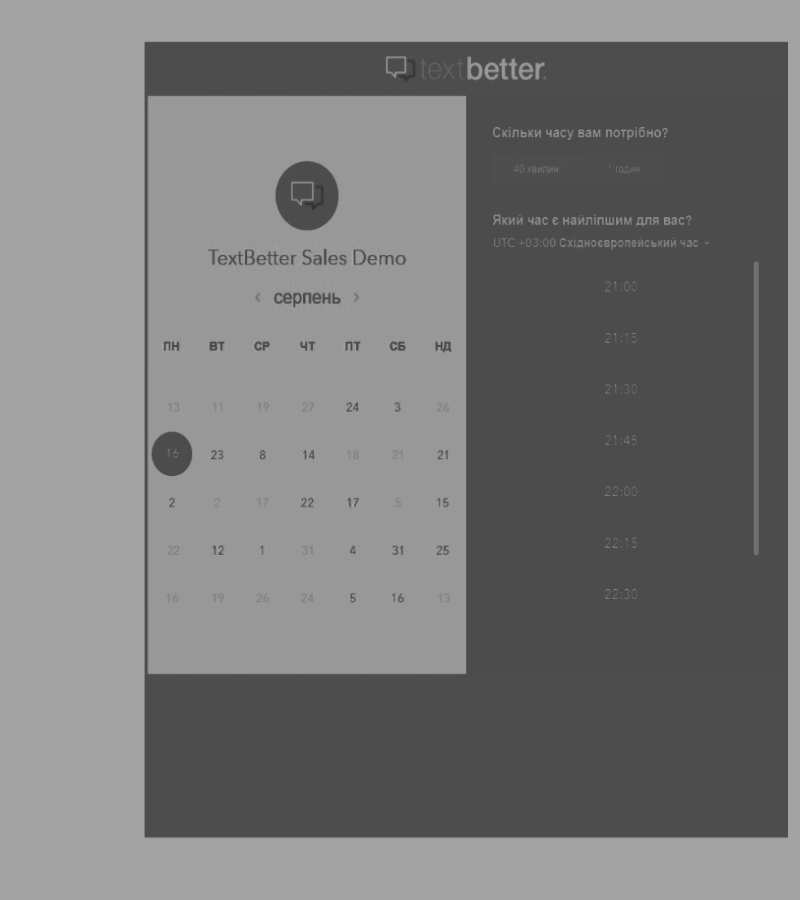 textbetter.
TextBetter Sales Demo
‹ серпень ›
ПН ВТ СР ЧТ ПТ СБ НД
13 11 19 27 24 3 26
16 23 8 14 18 21 21
2 2 17 22 17 5 15
22 12 1 31 4 31 25
16 19 26 24 5 16 13
Скільки часу вам потрібно?
40 хвилин 1 годин
Який час є найліпшим для вас?
UTC +03:00 Східноєвропейський час
21:00
21:15
21:30
21:45
22:00
22:15
22:30